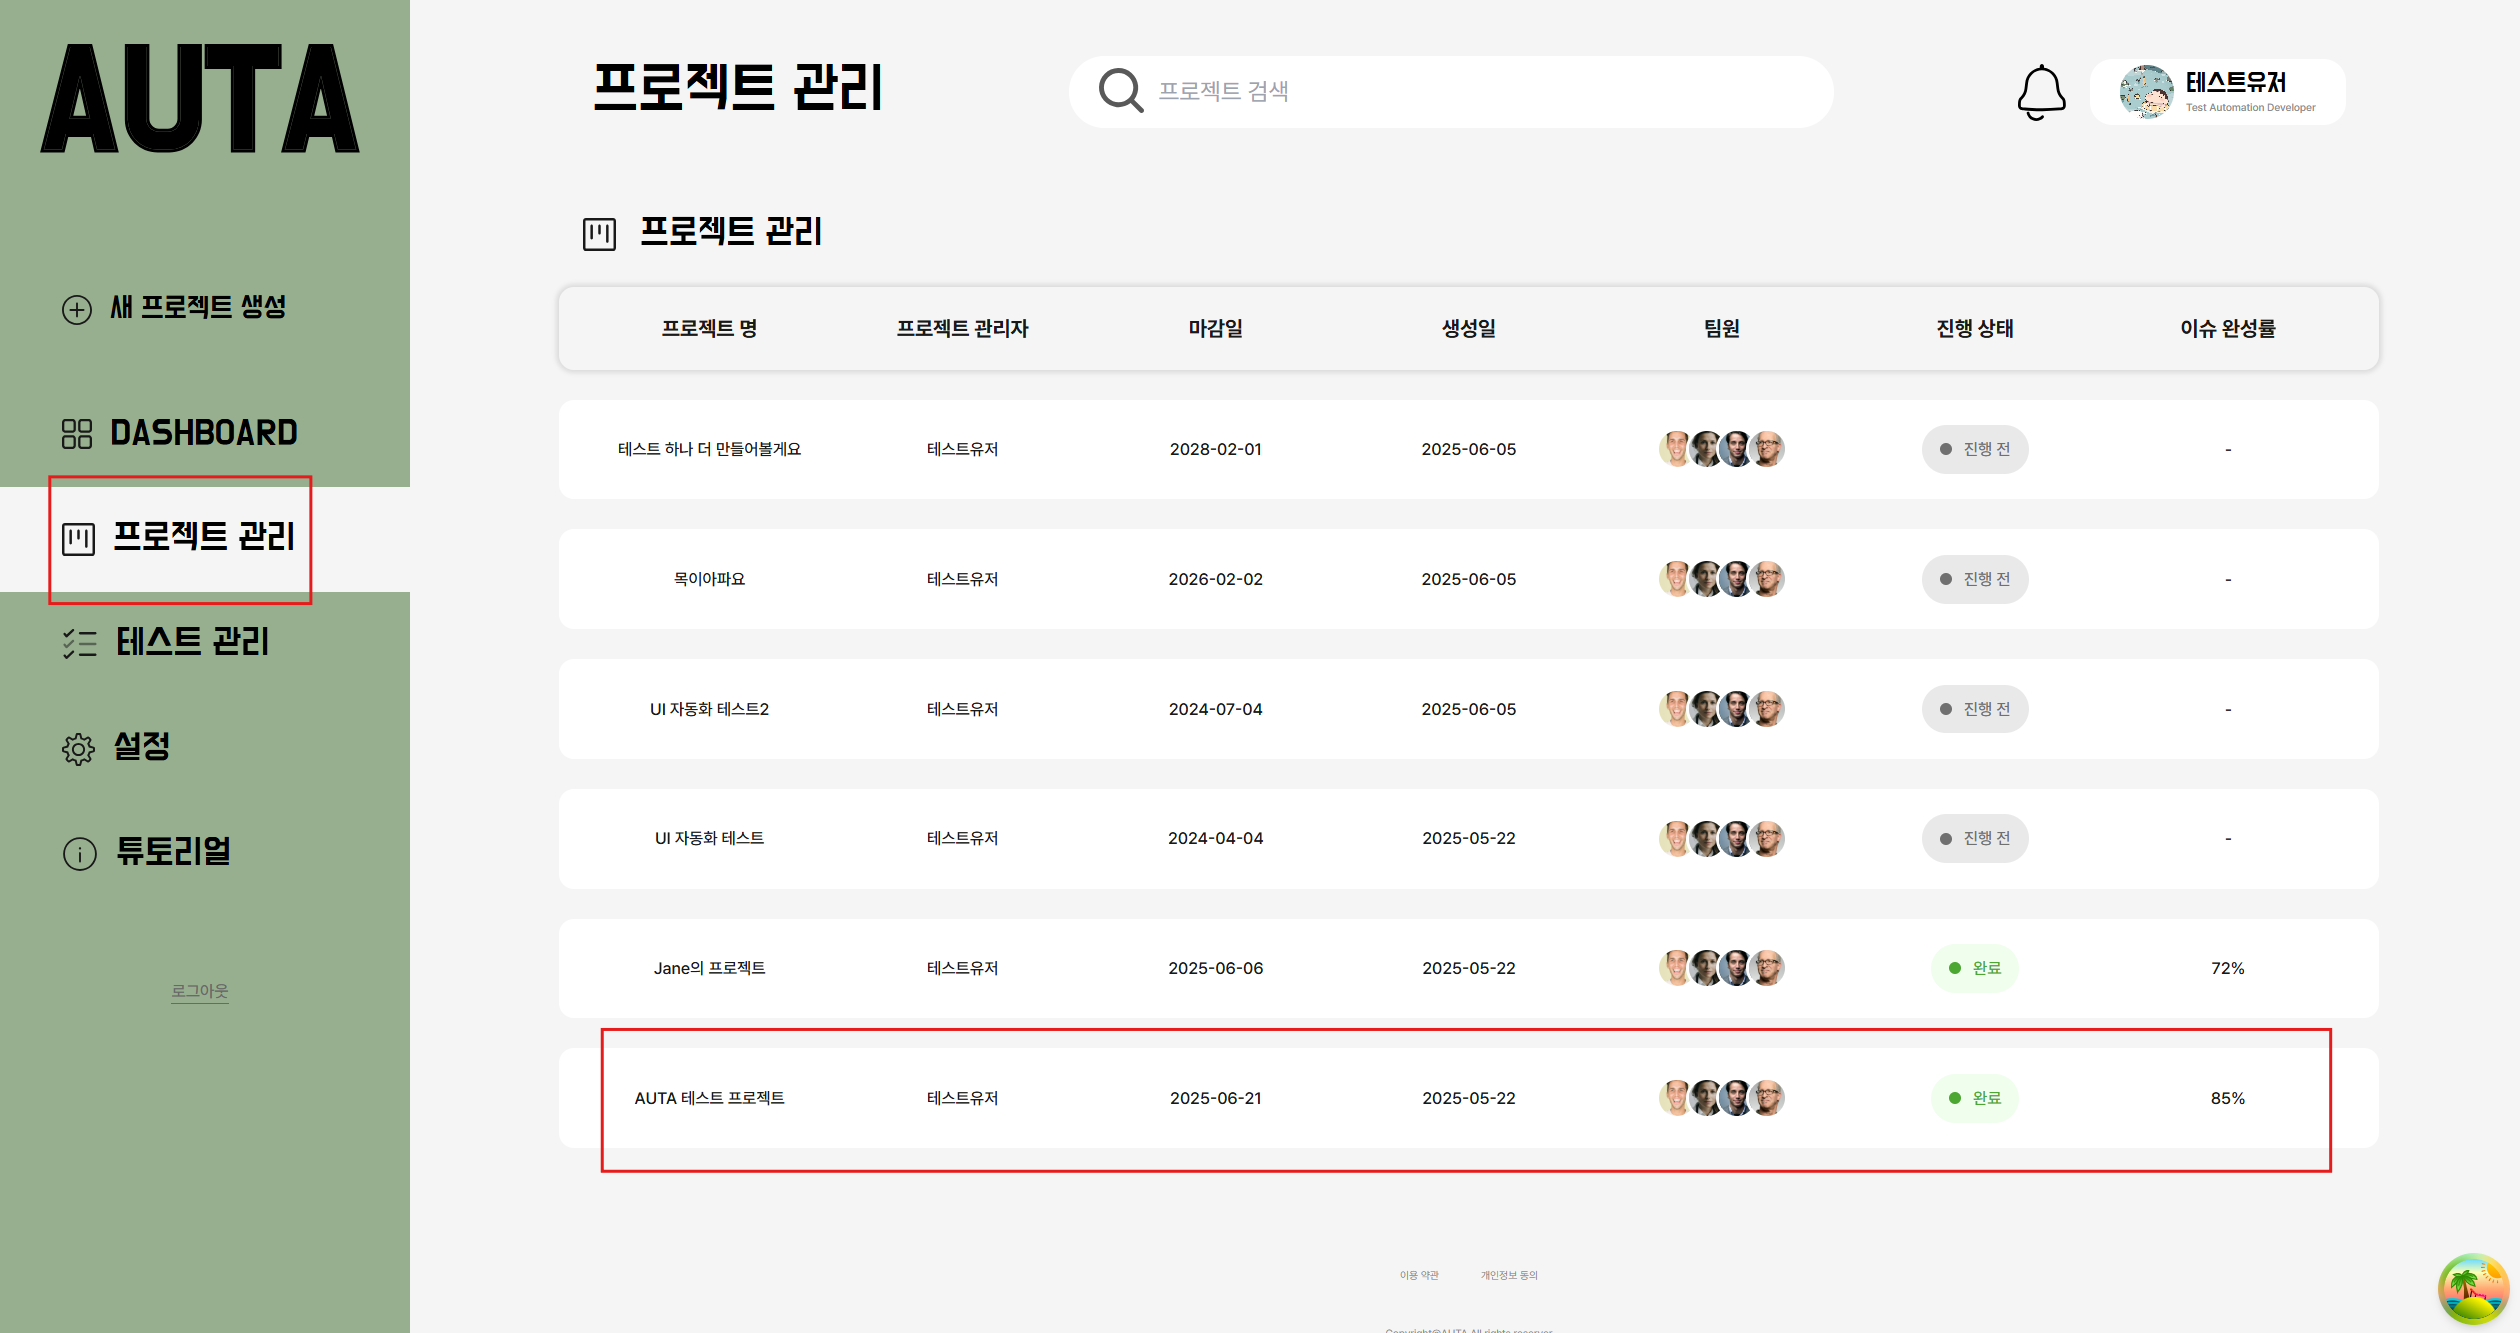 AUTA
프로젝트 관리
프로젝트 검색
테스트유저
Test Automation Developer
새 프로젝트 생성
DASHBOARD
프로젝트 관리
테스트 관리
설정
튜토리얼
로그아웃
프로젝트 관리
프로젝트 명 프로젝트 관리자 마감일 생성일 팀원 진행 상태 이슈 완성률
테스트 하나 더 만들어볼게요 테스트유저 2028-02-01 2025-06-05 진행 전 -
목이아파요 테스트유저 2026-02-02 2025-06-05 진행 전 -
UI 자동화 테스트2 테스트유저 2024-07-04 2025-06-05 진행 전 -
UI 자동화 테스트 테스트유저 2024-04-04 2025-05-22 진행 전 -
Jane의 프로젝트 테스트유저 2025-06-06 2025-05-22 완료 72%
AUTA 테스트 프로젝트 테스트유저 2025-06-21 2025-05-22 완료 85%
이용 약관 개인정보 동의
Copyright@AUTA All rights reserver